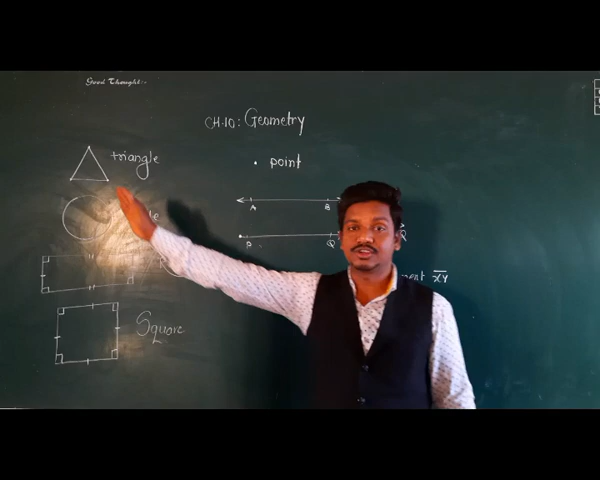 Good Thought:-
CH.10: Geometry
triangle
point
A B
P Q
XY
Square